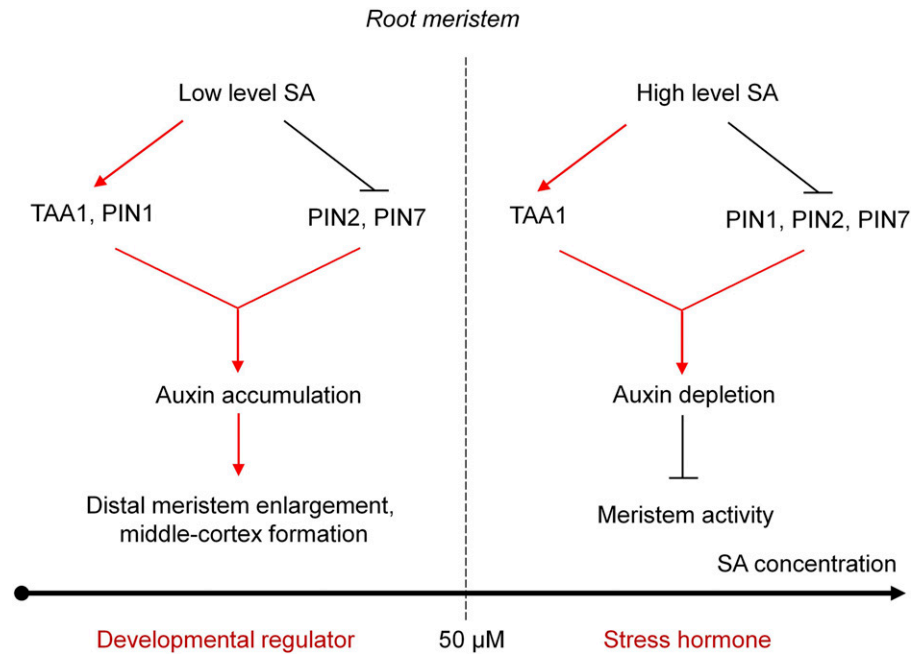 Root meristem
Low level SA
High level SA
TAA1, PIN1
PIN2, PIN7
TAA1
PIN1, PIN2, PIN7
Auxin accumulation
Auxin depletion
Distal meristem enlargement,
middle-cortex formation
Meristem activity
SA concentration
Developmental regulator
50 µM
Stress hormone